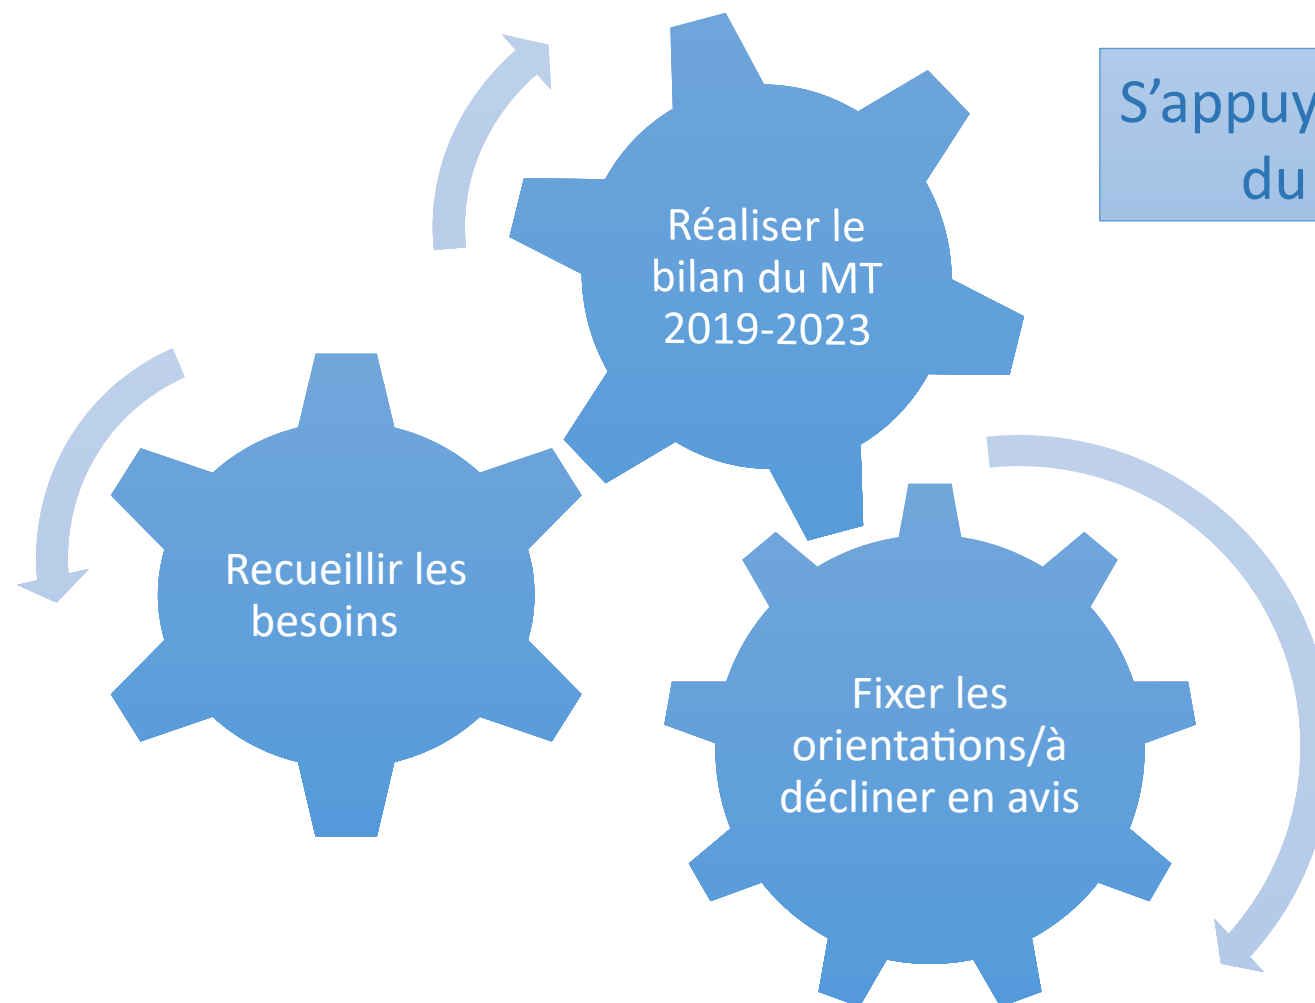 S'appuy
du
Réaliser le
bilan du MT
2019-2023
Recueillir les
besoins
Fixer les
orientations/à
décliner en avis